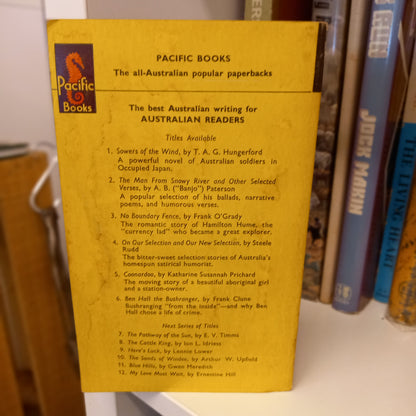 Pacific
Books
PACIFIC BOOKS
The all-Australian popular paperbacks
The best Australian writing for
AUSTRALIAN READERS
Titles Available
1. Sowers of the Wind, by T. A. G. Hungerford
A powerful novel of Australian soldiers in
Occupied Japan.
2. The Man From Snowy River and Other Selected
Verses, by A. B. ("Banjo") Paterson
A popular selection of his ballads, narrative
poems, and humorous verses.
3. No Boundary Fence, by Frank O'Grady
The romantic story of Hamilton Hume, the
"currency lad" who became a great explorer.
4. On Our Selection and Our New Selection, by Steele
Rudd
The bitter-sweet selection stories of Australia's
homespun satirical humorist.
5. Coonardoo, by Katharine Susannah Prichard
The moving story of a beautiful aboriginal girl
and a station-owner.
6. Ben Hall the Bushranger, by Frank Clune
Bushranging "from the inside"—and why Ben
Hall chose a life of crime.
Next Series of Titles
7. The Pathway of the Sun, by E. V. Timms
8. The Cattle King, by Ion L. Idriess
9. Here's Luck, by Lennie Lower
10. The Sands of Windee, by Arthur W. Upfield
11. Blue Hills, by Gwen Meredith
12. My Love Must Wait, by Ernestine Hill
JOCK MARKIN
LIVING HEART